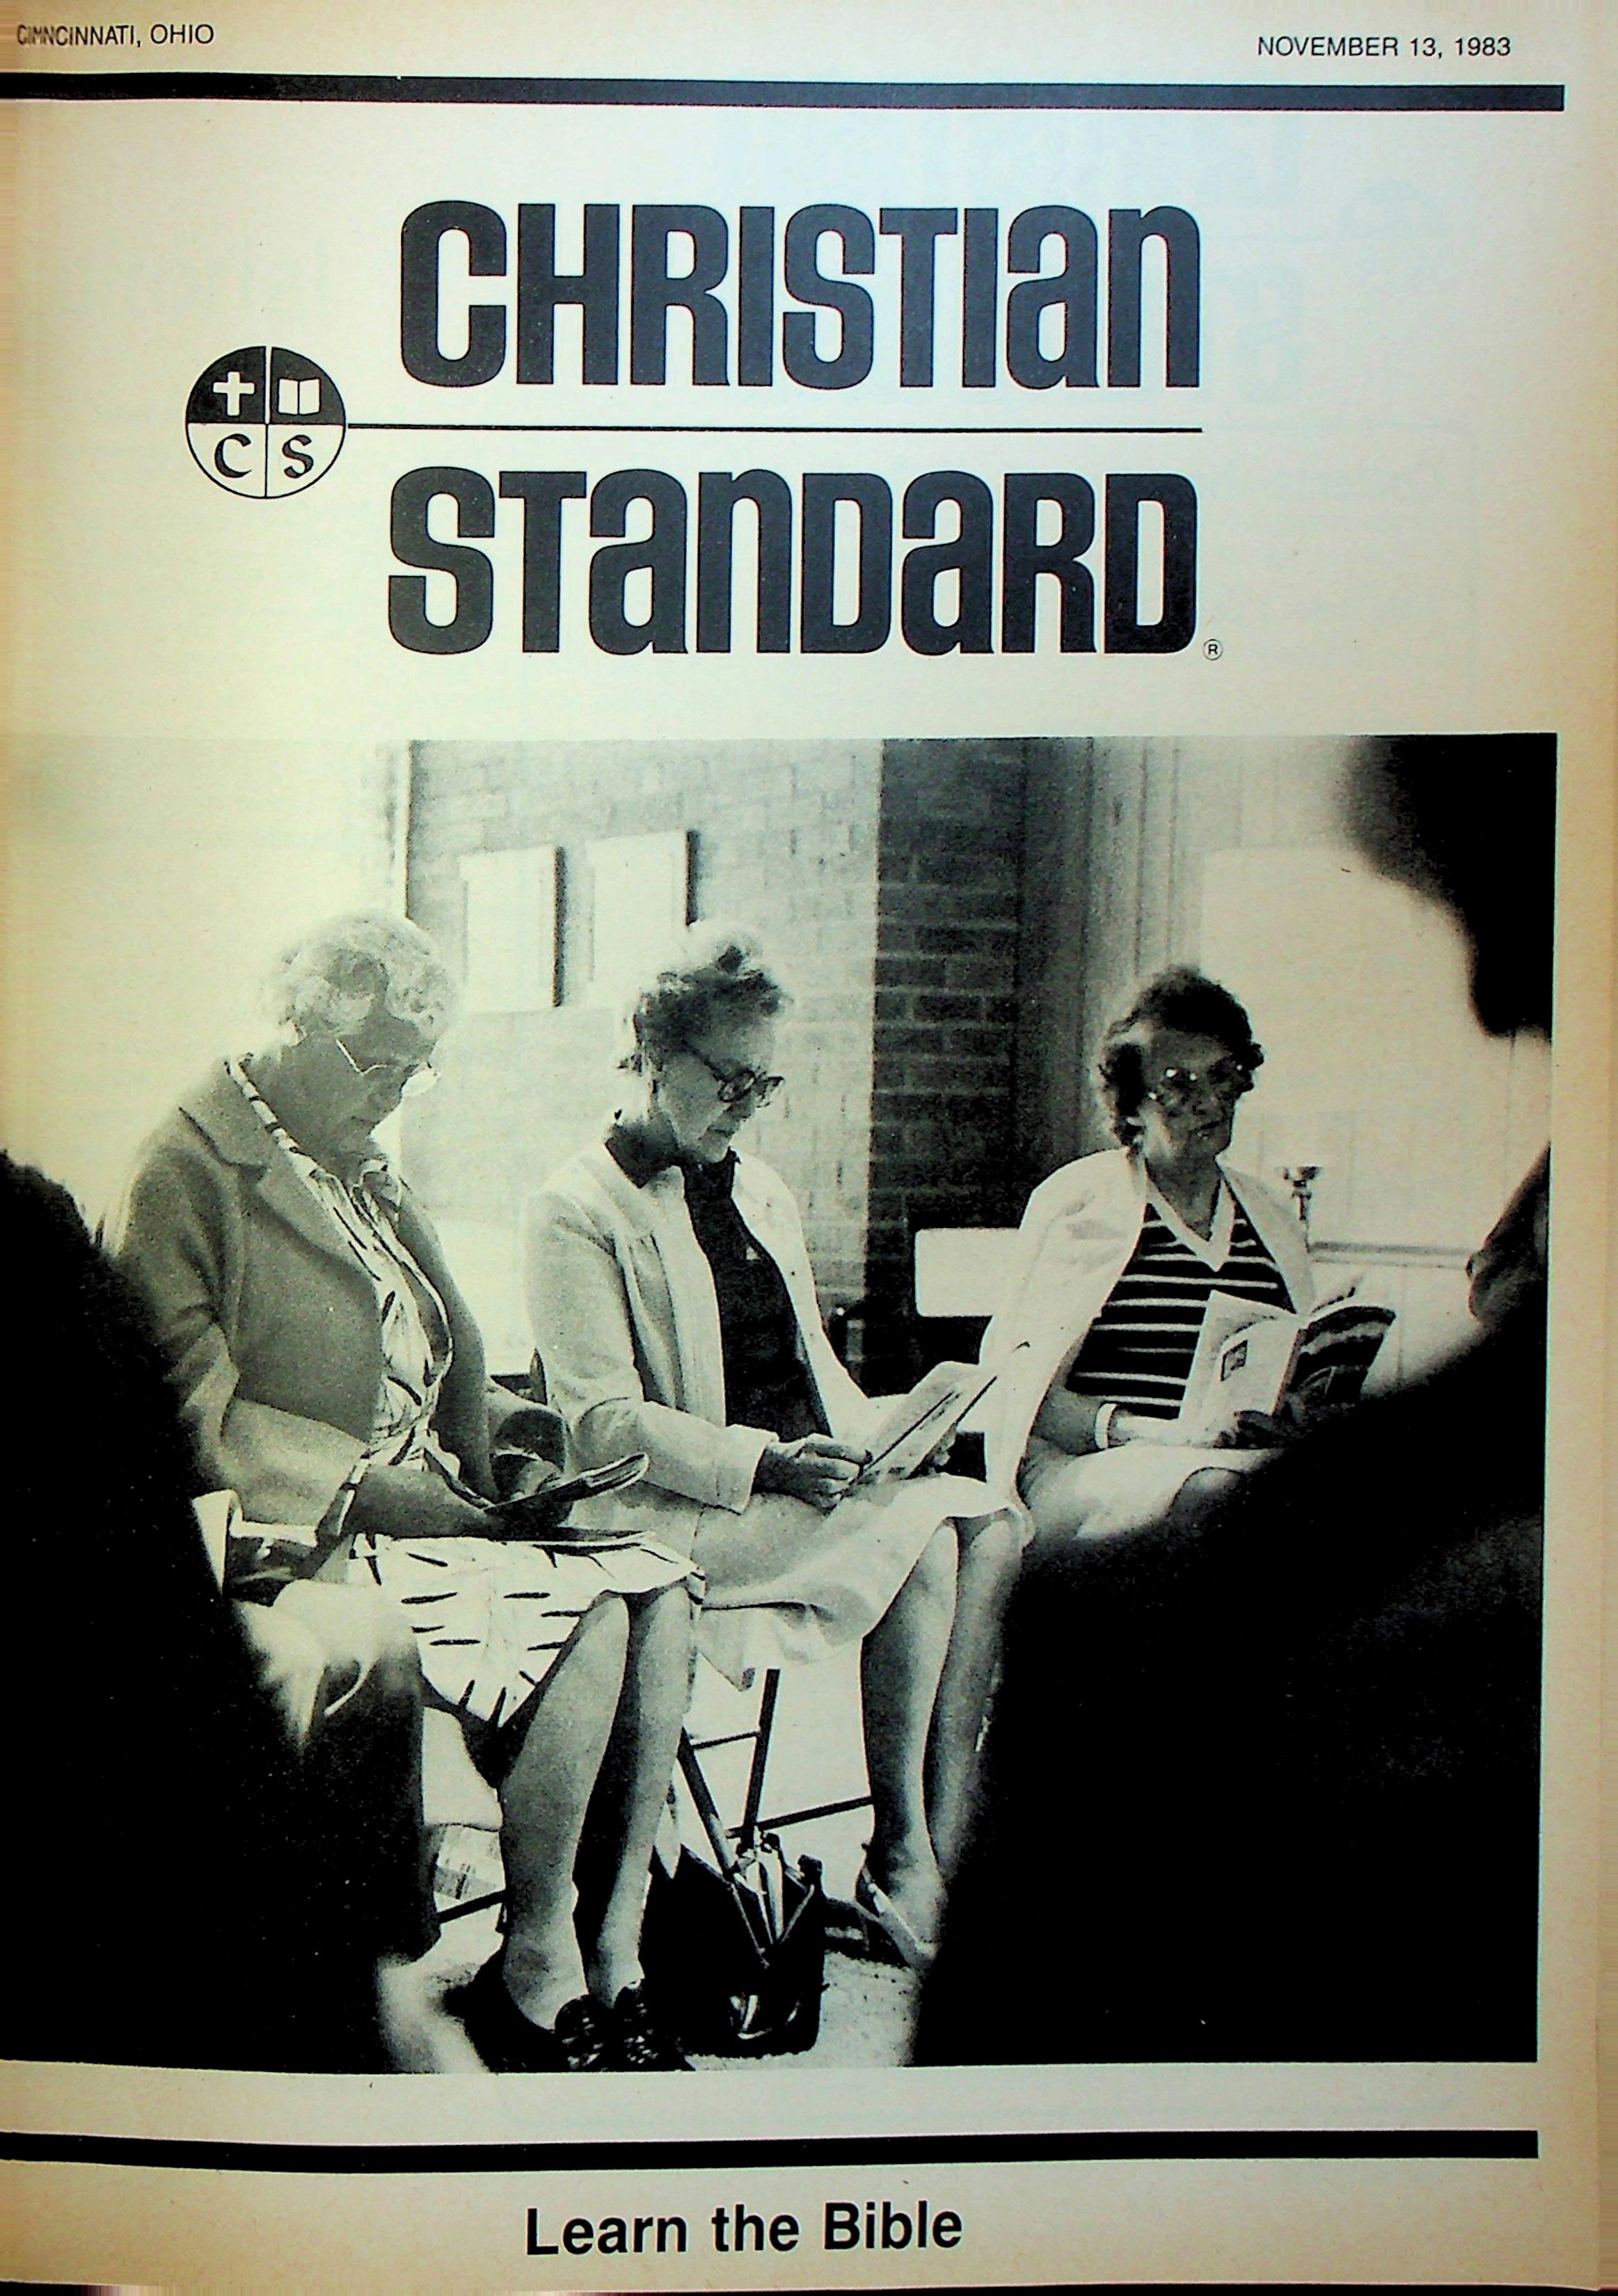 CINCINNATI, OHIO
NOVEMBER 13, 1983
CHRISTIan
C S
STanDaRD®
Learn the Bible